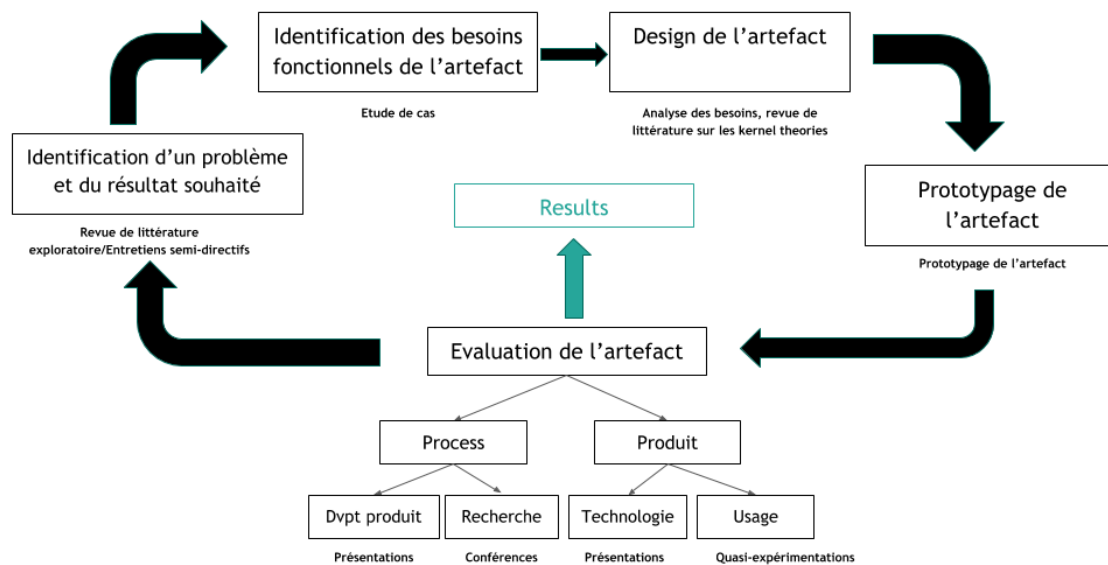 Identification des besoins
fonctionnels de l'artefact
Etude de cas
Design de l'artefact
Analyse des besoins, revue de
littérature sur les kernel theories
Identification d'un problème
et du résultat souhaité
Revue de littérature
exploratoire/Entretiens semi-directifs
Results
Prototypage de
l'artefact
Prototypage de l'artefact
Evaluation de l'artefact
Process
Produit
Dvpt produit
Recherche
Technologie
Usage
Présentations
Conférences
Présentations
Quasi-expérimentations